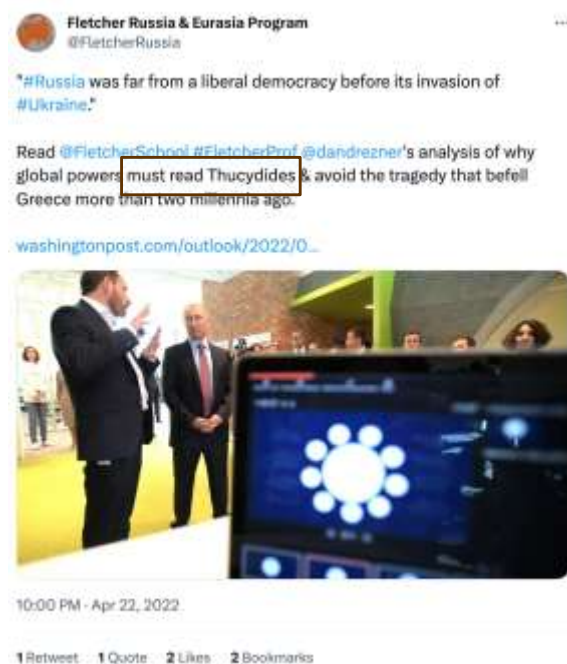 Fletcher Russia & Eurasia Program
@FletcherRussia
"#Russia was far from a liberal democracy before its invasion of
#Ukraine."
Read @FletcherSchool #FletcherProf @dandrezner's analysis of why
global powers must read Thucydides & avoid the tragedy that befell
Greece more than two millennia ago.
washingtonpost.com/outlook/2022/0...
10:00 PM · Apr 22, 2022
1 Retweet 1 Quote 2 Likes 2 Bookmarks